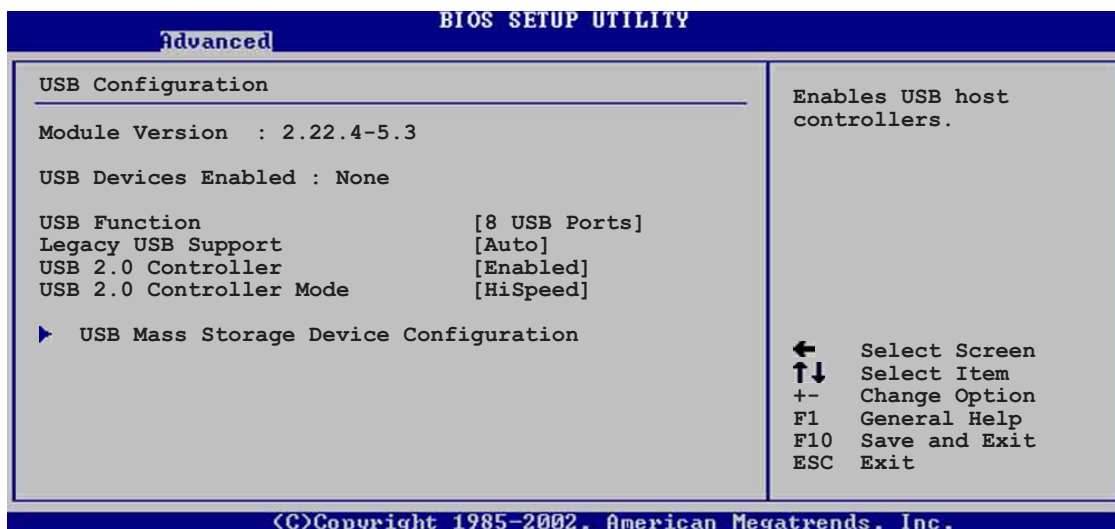 BIOS SETUP UTILITY
Advanced
USB Configuration
Module Version : 2.22.4-5.3
USB Devices Enabled : None
USB Function [8 USB Ports]
Legacy USB Support [Auto]
USB 2.0 Controller [Enabled]
USB 2.0 Controller Mode [HiSpeed]
USB Mass Storage Device Configuration
Enables USB host
controllers.
← Select Screen
↑↓ Select Item
+- Change Option
F1 General Help
F10 Save and Exit
ESC Exit
(C)Copyright 1985-2002, American Megatrends, Inc.